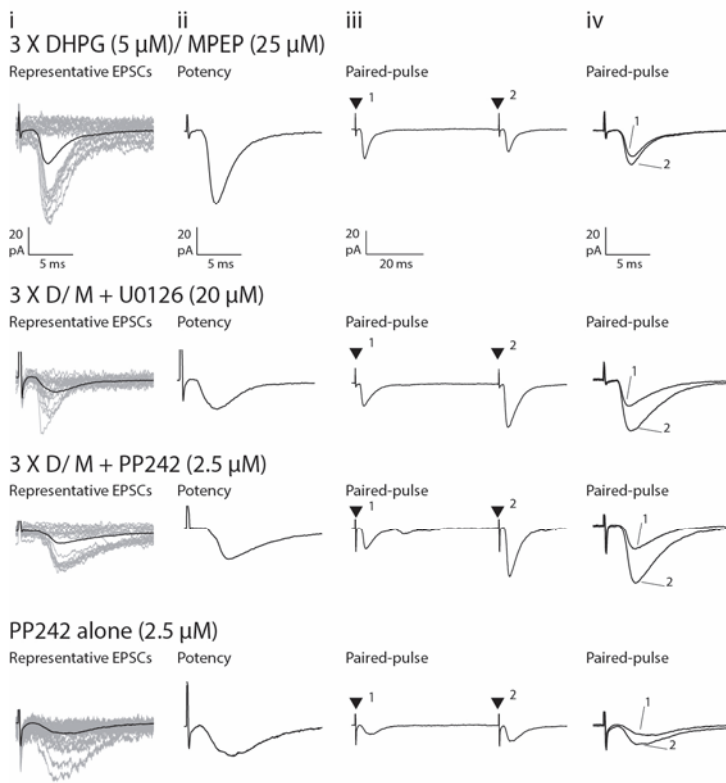 i ii iii iv
3 X DHPG (5 µM)/ MPEP (25 µM)
Representative EPSCs Potency Paired-pulse Paired-pulse
1 2 1
2
20 pA 20 pA 20 pA 20 pA
5 ms 5 ms 20 ms 5 ms
3 X D/ M + U0126 (20 µM)
Representative EPSCs Potency Paired-pulse Paired-pulse
1 2 1
2
3 X D/ M + PP242 (2.5 µM)
Representative EPSCs Potency Paired-pulse Paired-pulse
1 2 1
2
PP242 alone (2.5 µM)
Representative EPSCs Potency Paired-pulse Paired-pulse
1 2 1
2